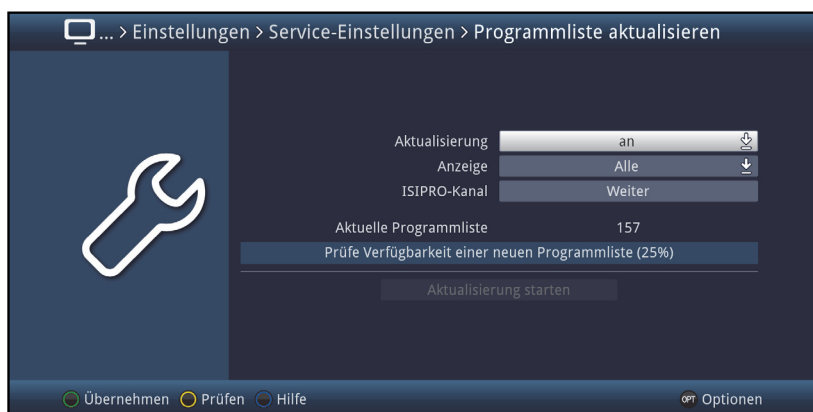 ... > Einstellungen > Service-Einstellungen > Programmliste aktualisieren
Aktualisierung an
Anzeige Alle
ISIPRO-Kanal Weiter
Aktuelle Programmliste 157
Prüfe Verfügbarkeit einer neuen Programmliste (25%)
Aktualisierung starten
Übernehmen Prüfen Hilfe OPT Optionen